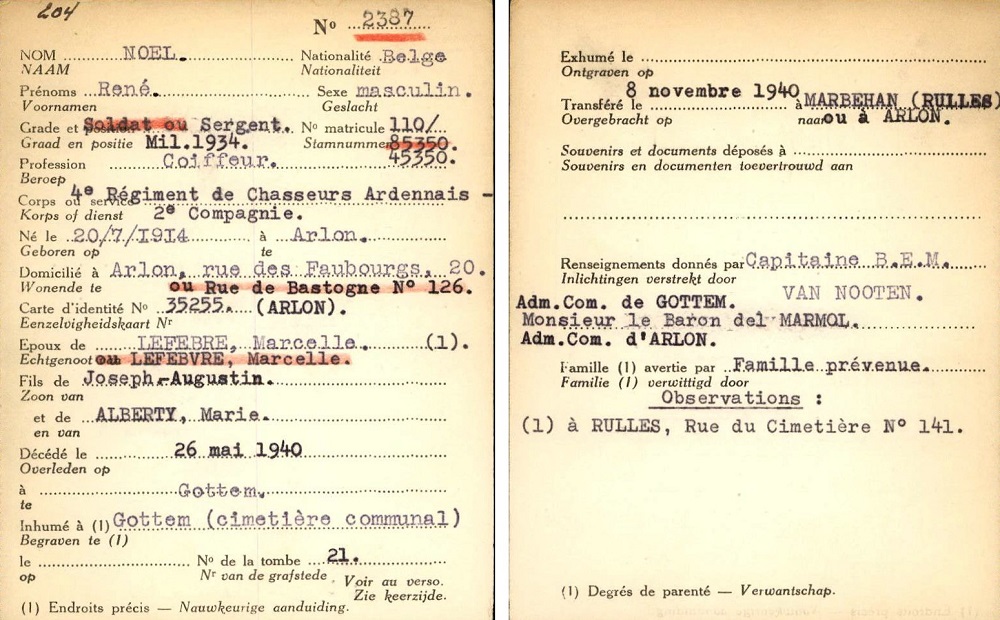 204
Nº 2387
NOM NOEL. Nationalité Belge
NAAM Nationaliteit
Prénoms René. Sexe masculin.
Voornamen Geslacht
Grade et position Soldat ou Sergent. Nº matricule 110/
Graad en positie Mil.1934. Stamnummer 85350.
Profession Coiffeur. 45350.
Beroep
Corps ou service 4e Régiment de Chasseurs Ardennais -
Korps of dienst 2e Compagnie.
Né le 20/7/1914 à Arlon.
Geboren op te
Domicilié à Arlon, rue des Faubourgs, 20.
Wonende te ou Rue de Bastogne Nº 126.
Carte d'identité Nº 35255. (ARLON).
Eenzelvigheidskaart Nr
Epoux de LEFEBRE, Marcelle. (1).
Echtgenoot ou LEFEBVRE, Marcelle.
Fils de Joseph-Augustin.
Zoon van
et de ALBERTY, Marie.
en van
Décédé le 26 mai 1940
Overleden op
à Gottem.
te
Inhumé à (1) Gottem (cimetière communal)
Begraven te (1)
le Nº de la tombe 21.
op Nr van de grafstede
Voir au verso.
Zie keerzijde.
(1) Endroits précis — Nauwkeurige aanduiding.
Exhumé le
Ontgraven op
Transféré le 8 novembre 1940 à MARBEHAN (RULLES)
Overgebracht op naar ou à ARLON.
Souvenirs et documents déposés à
Souvenirs en documenten toevertrouwd aan
Renseignements donnés par Capitaine B.E.M.
Inlichtingen verstrekt door VAN NOOTEN.
Adm.Com. de GOTTEM.
Monsieur le Baron del MARMOL.
Adm.Com. d'ARLON.
Famille (1) avertie par Famille prévenue.
Familie (1) verwittigd door
Observations :
(1) à RULLES, Rue du Cimetière Nº 141.
(1) Degrés de parenté — Verwantschap.